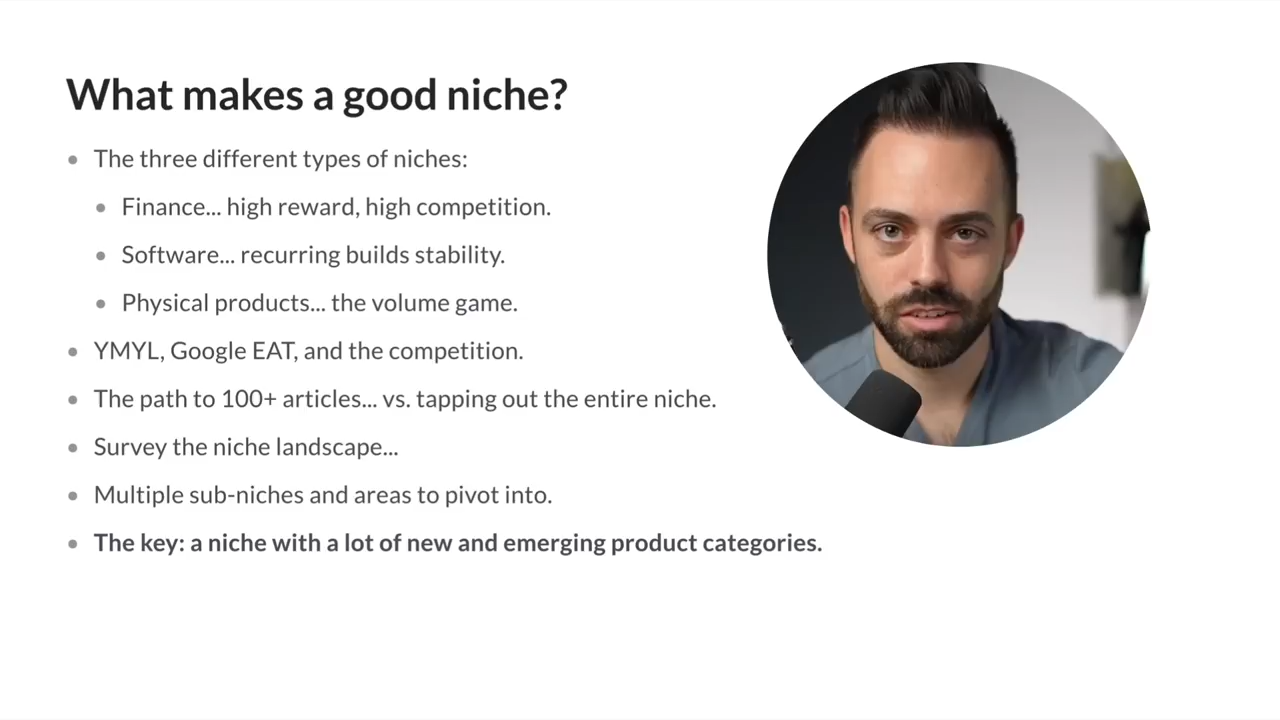 What makes a good niche?
The three different types of niches:
Finance... high reward, high competition.
Software... recurring builds stability.
Physical products... the volume game.
YMYL, Google EAT, and the competition.
The path to 100+ articles... vs. tapping out the entire niche.
Survey the niche landscape...
Multiple sub-niches and areas to pivot into.
The key: a niche with a lot of new and emerging product categories.